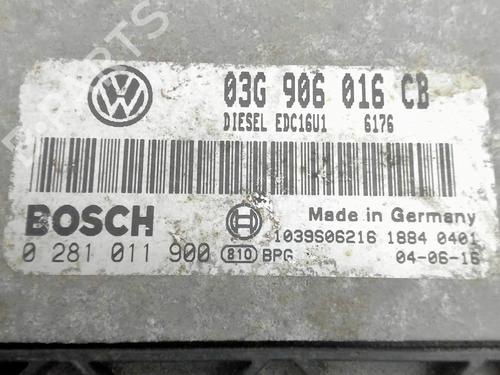 03G 906 016 CB
DIESEL EDC16U1 6176
BOSCH
Made in Germany
0 281 011 900
810 BPG
1039S06216 1884 0401
04-06-16
B-PARTS